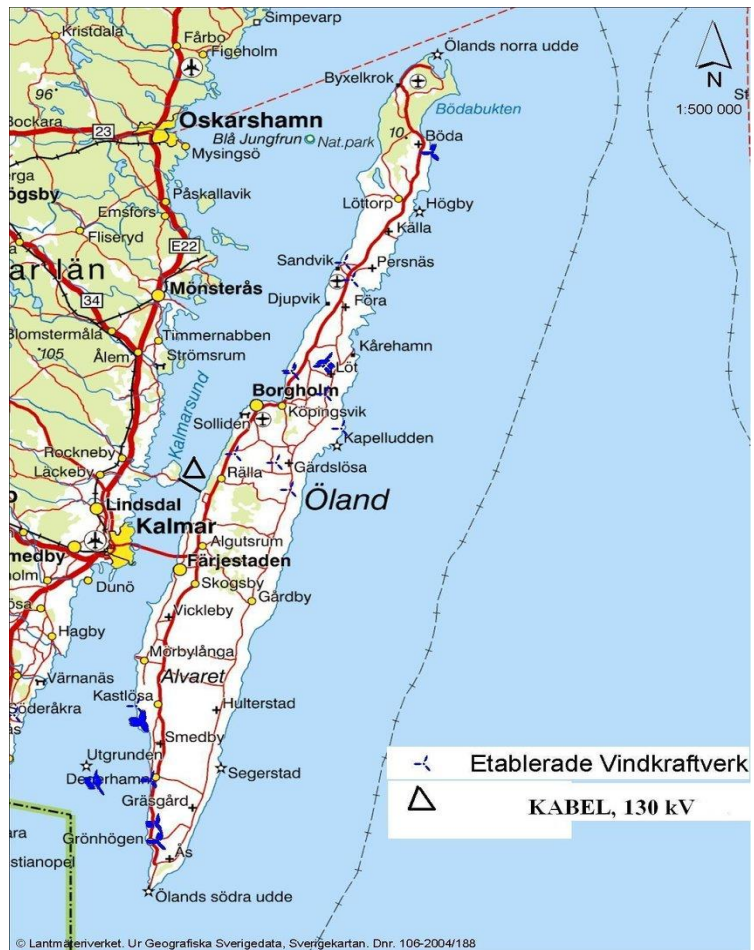 Simpevarp
Kristdala
Fårbo
Figeholm
Ölands norra udde
Byxelkrok
N
96
1:500 000
Bockara
23
Oskarshamn
Bödabukten
Blå Jungfrun
Nat.park
10
Böda
Mysingsö
Påskallavik
Löttorp
Högby
Emsfors
Fliseryd
Källa
E22
Sandvik
Persnäs
ar län
34
Mönsterås
Djupvik
Föra
Blomstermåla
Timmernabben
105
Ålem
Strömsrum
Kårehamn
Löt
Kalmarsund
Borgholm
Köpingsvik
Solliden
Kapelludden
Rockneby
Läckeby
Rälla
Gärdslösa
Lindsdal
Öland
Kalmar
Algutsrum
Färjestaden
Dunö
Skogsby
Gårdby
Vickleby
Hagby
Mörbylånga
Alvaret
Värnanäs
Kastlösa
Hulterstad
Söderåkra
Smedby
Utgrunden
Segerstad
Degerhamn
Gräsgård
Grönhögen
Ås
Ölands södra udde
Etablerade Vindkraftverk
KABEL, 130 kV
© Lantmäteriverket. Ur Geografiska Sverigedata, Sverigekartan. Dnr. 106-2004/188